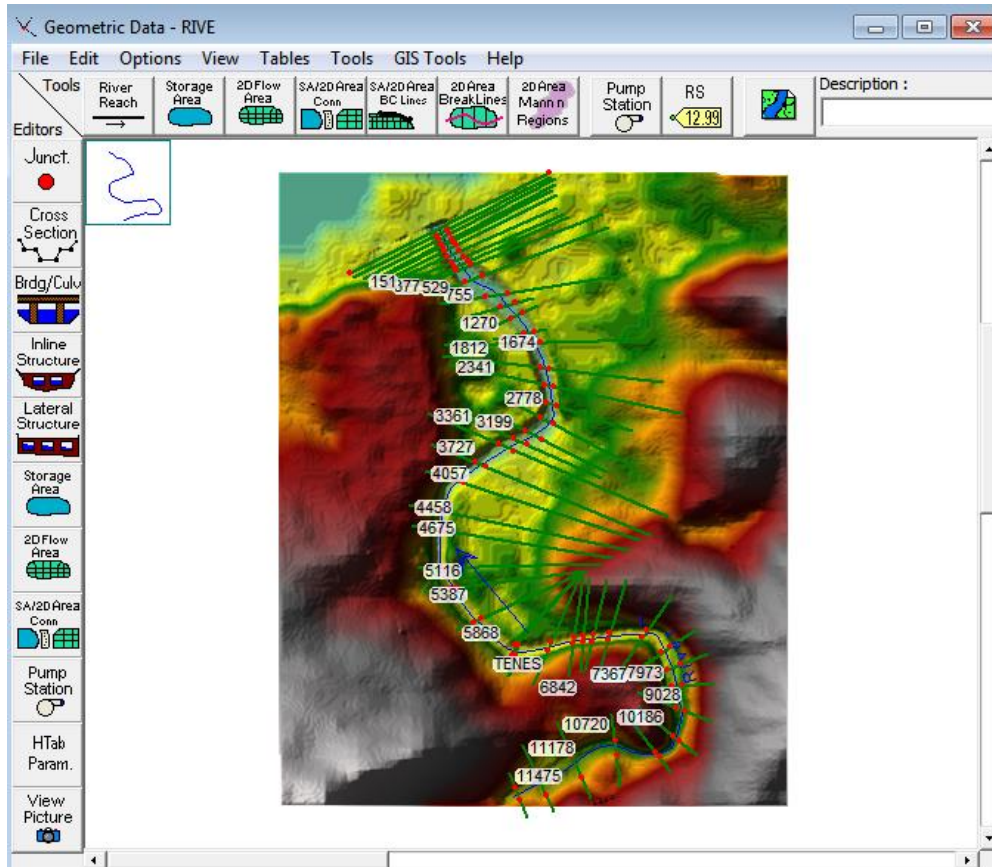 Geometric Data - RIVE
File Edit Options View Tables Tools GIS Tools Help
Tools
Editors
River
Reach
Storage
Area
2D Flow
Area
SA/2D Area
Conn
SA/2D Area
BC Lines
2D Area
BreakLines
2D Area
Mann n
Regions
Pump
Station
RS
12.99
Description :
Junct.
Cross
Section
Brdg/Culv
Inline
Structure
Lateral
Structure
Storage
Area
2D Flow
Area
SA/2D Area
Conn
Pump
Station
HTab
Param.
View
Picture
151
377
529
755
1270
1674
1812
2341
2778
3361
3199
3727
4057
4458
4675
5116
5387
5868
TENES
6842
7367
7973
9028
10186
10720
11178
11475